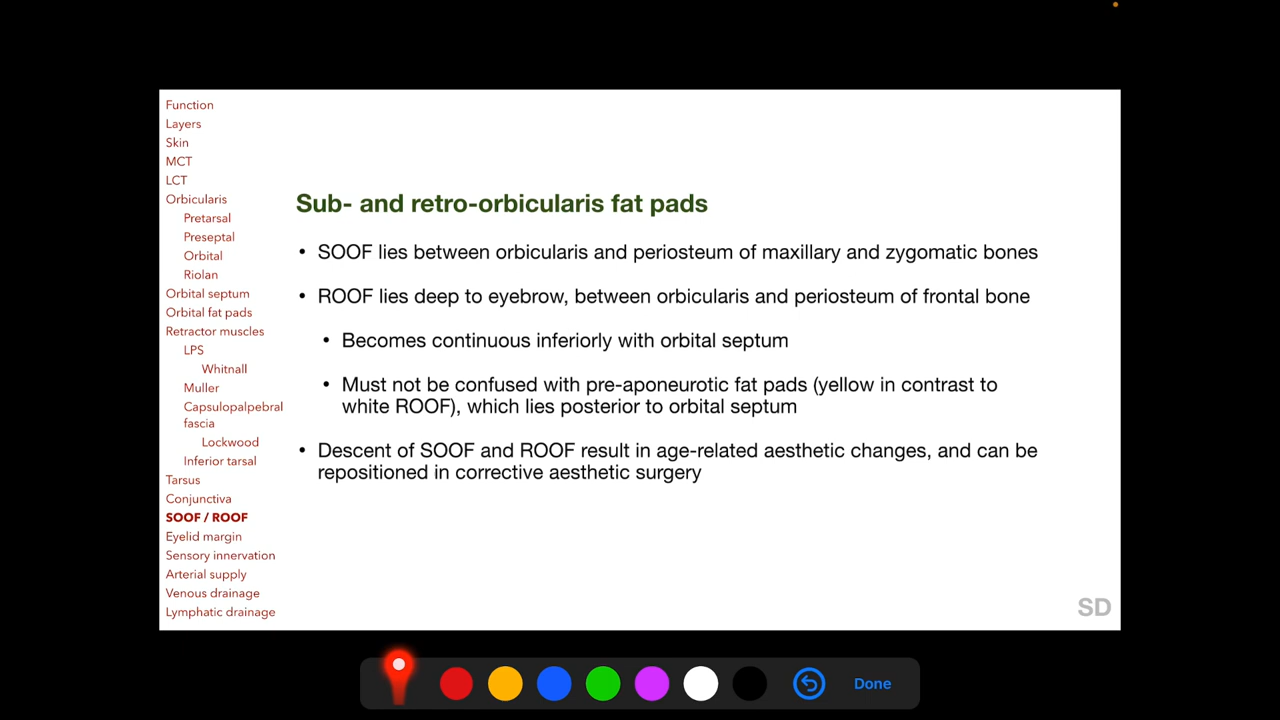 Function
Layers
Skin
MCT
LCT
Orbicularis
Pretarsal
Preseptal
Orbital
Riolan
Orbital septum
Orbital fat pads
Retractor muscles
LPS
Whitnall
Muller
Capsulopalpebral
fascia
Lockwood
Inferior tarsal
Tarsus
Conjunctiva
SOOF / ROOF
Eyelid margin
Sensory innervation
Arterial supply
Venous drainage
Lymphatic drainage
Sub- and retro-orbicularis fat pads
• SOOF lies between orbicularis and periosteum of maxillary and zygomatic bones
• ROOF lies deep to eyebrow, between orbicularis and periosteum of frontal bone
• Becomes continuous inferiorly with orbital septum
• Must not be confused with pre-aponeurotic fat pads (yellow in contrast to
white ROOF), which lies posterior to orbital septum
• Descent of SOOF and ROOF result in age-related aesthetic changes, and can be
repositioned in corrective aesthetic surgery
SD
Done